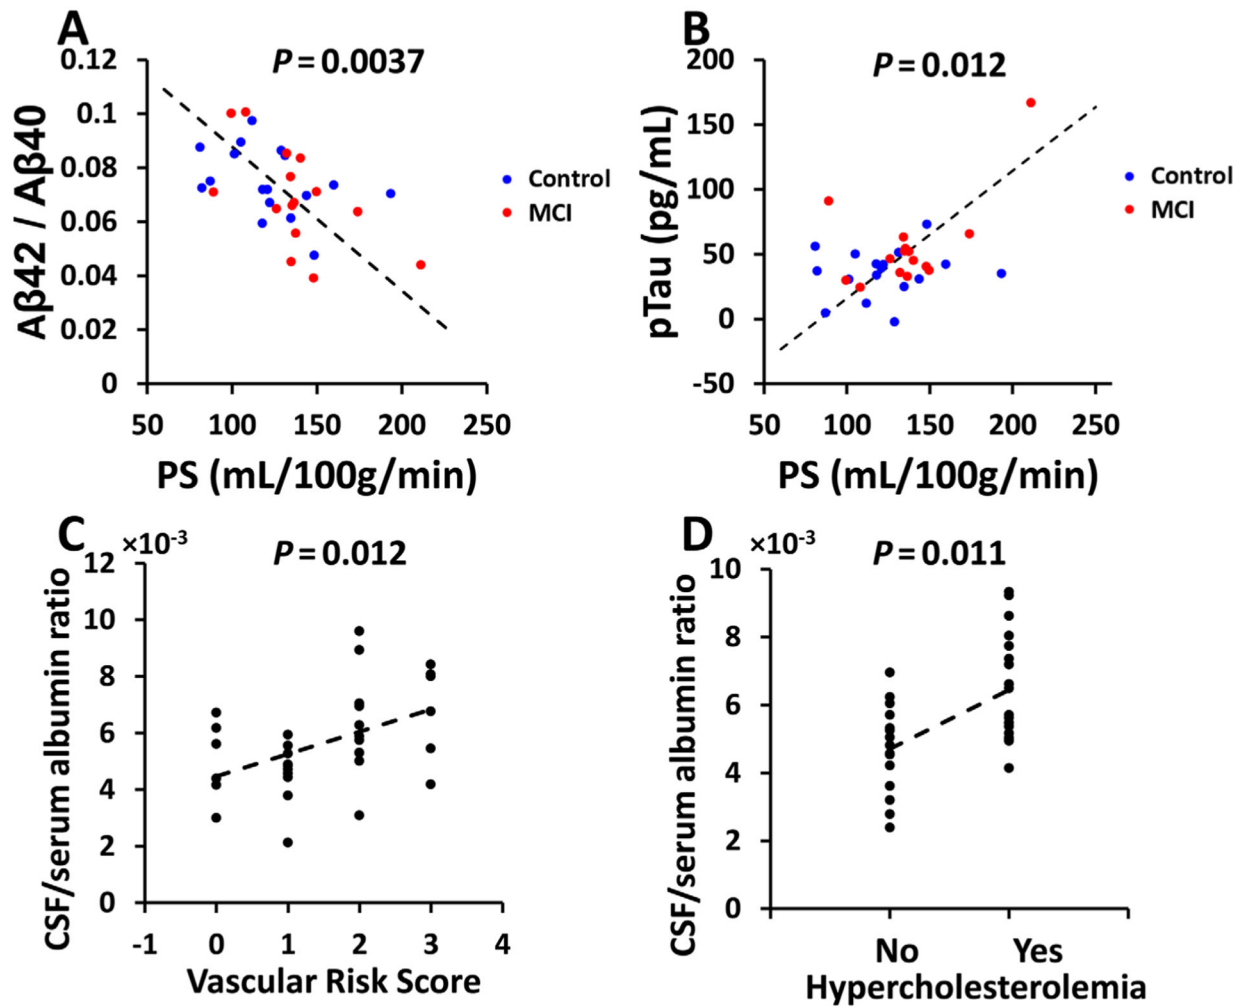 A
P = 0.0037
0.12
0.1
0.08
0.06
0.04
0.02
0
Aβ42 / Aβ40
50 100 150 200 250
PS (mL/100g/min)
Control
MCI
B
P = 0.012
200
150
100
50
0
-50
pTau (pg/mL)
50 100 150 200 250
PS (mL/100g/min)
Control
MCI
C
×10⁻³
P = 0.012
12
10
8
6
4
2
0
CSF/serum albumin ratio
-1 0 1 2 3 4
Vascular Risk Score
D
×10⁻³
P = 0.011
10
8
6
4
2
0
CSF/serum albumin ratio
No Yes
Hypercholesterolemia